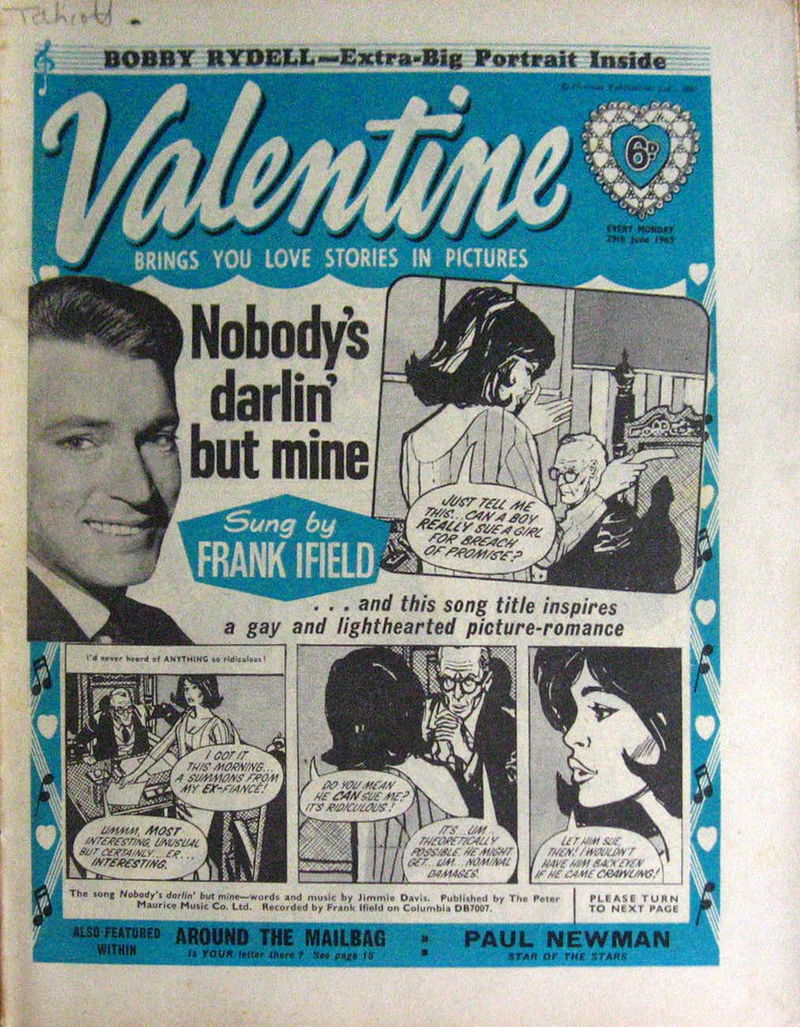 BOBBY RYDELL—Extra-Big Portrait Inside
Valentine
6D
EVERY MONDAY
29th June 1963
BRINGS YOU LOVE STORIES IN PICTURES
Nobody's
darlin'
but mine
Sung by
FRANK IFIELD
JUST TELL ME
THIS... CAN A BOY
REALLY SUE A GIRL
FOR BREACH
OF PROMISE?
. . . and this song title inspires
a gay and lighthearted picture-romance
I'd never heard of ANYTHING so ridiculous!
I GOT IT
THIS MORNING.
A SUMMONS FROM
MY EX-FIANCE!
UMMM, MOST
INTERESTING. UNUSUAL
BUT CERTAINLY... ER...
INTERESTING.
DO YOU MEAN
HE CAN SUE ME?
IT'S RIDICULOUS!
IT'S... UM...
THEORETICALLY
POSSIBLE. HE MIGHT
GET... UM... NOMINAL
DAMAGES.
LET HIM SUE,
THEN! I WOULDN'T
HAVE HIM BACK EVEN
IF HE CAME CRAWLING!
The song Nobody's darlin' but mine—words and music by Jimmie Davis. Published by The Peter
Maurice Music Co. Ltd. Recorded by Frank Ifield on Columbia DB7007.
PLEASE TURN
TO NEXT PAGE
ALSO FEATURED
WITHIN
AROUND THE MAILBAG
Is YOUR letter there? See page 18
PAUL NEWMAN
STAR OF THE STARS